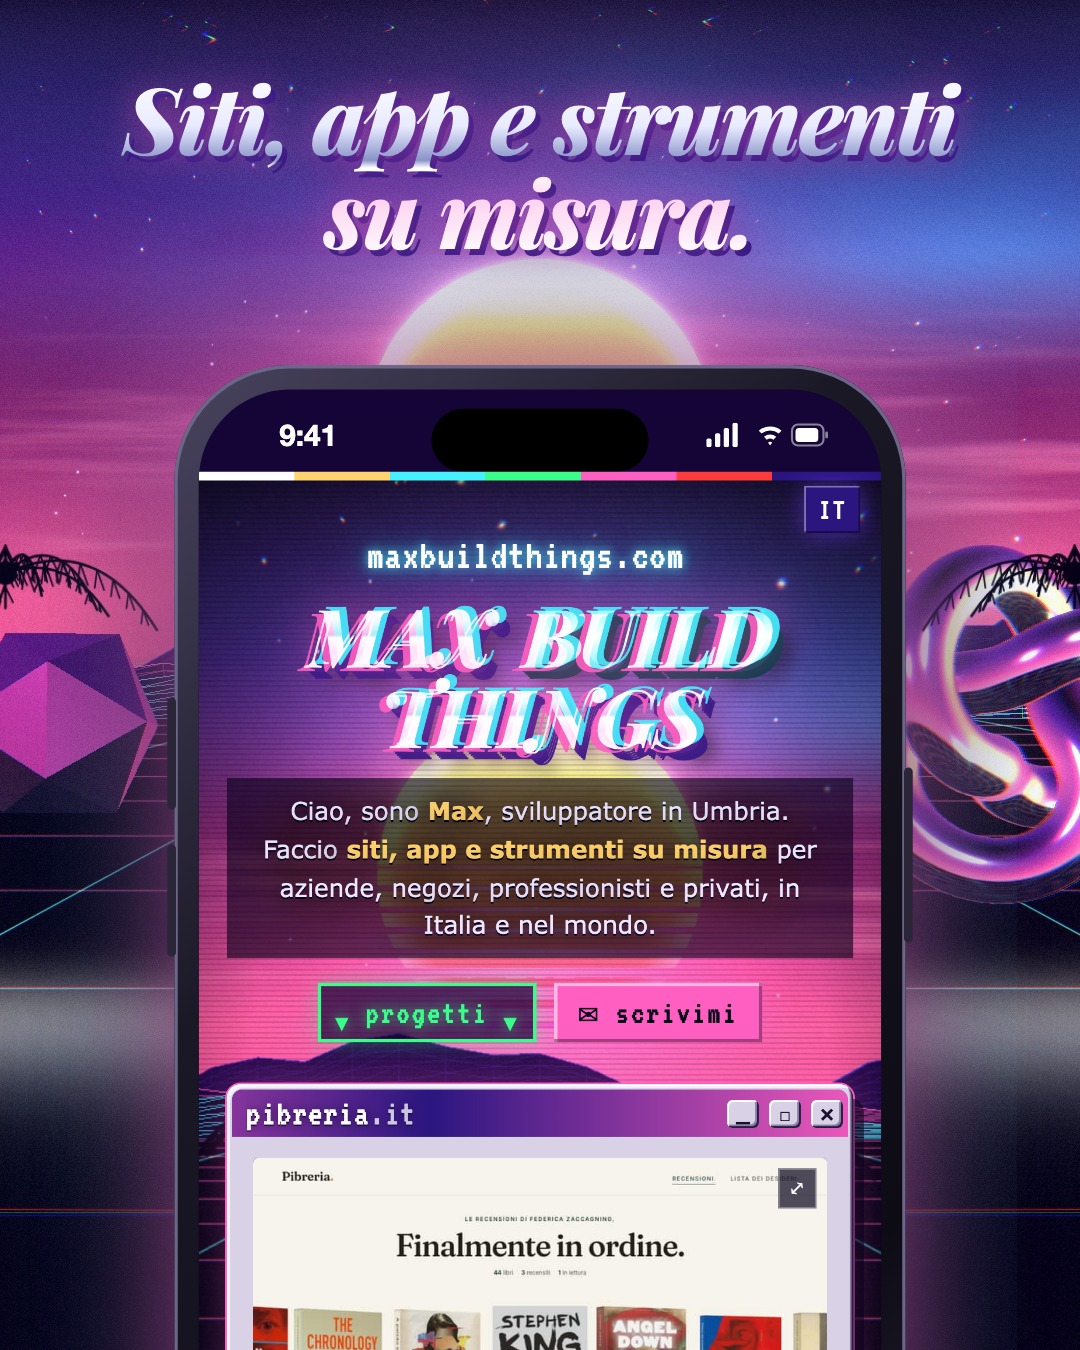 Siti, app e strumenti
su misura.
9:41
IT
maxbuildthings.com
MAX BUILD
THINGS
Ciao, sono Max, sviluppatore in Umbria.
Faccio siti, app e strumenti su misura per
aziende, negozi, professionisti e privati, in
Italia e nel mondo.
▼ progetti ▼
✉ scrivimi
pibreria.it
Pibreria.
RECENSIONI
LISTA DEI
LE RECENSIONI DI FEDERICA ZACCAGNINO,
Finalmente in ordine.
44 libri 3 recensiti 1 in lettura
THE
CHRONOLOGY
STEPHEN
KING
ANGEL
DOWN